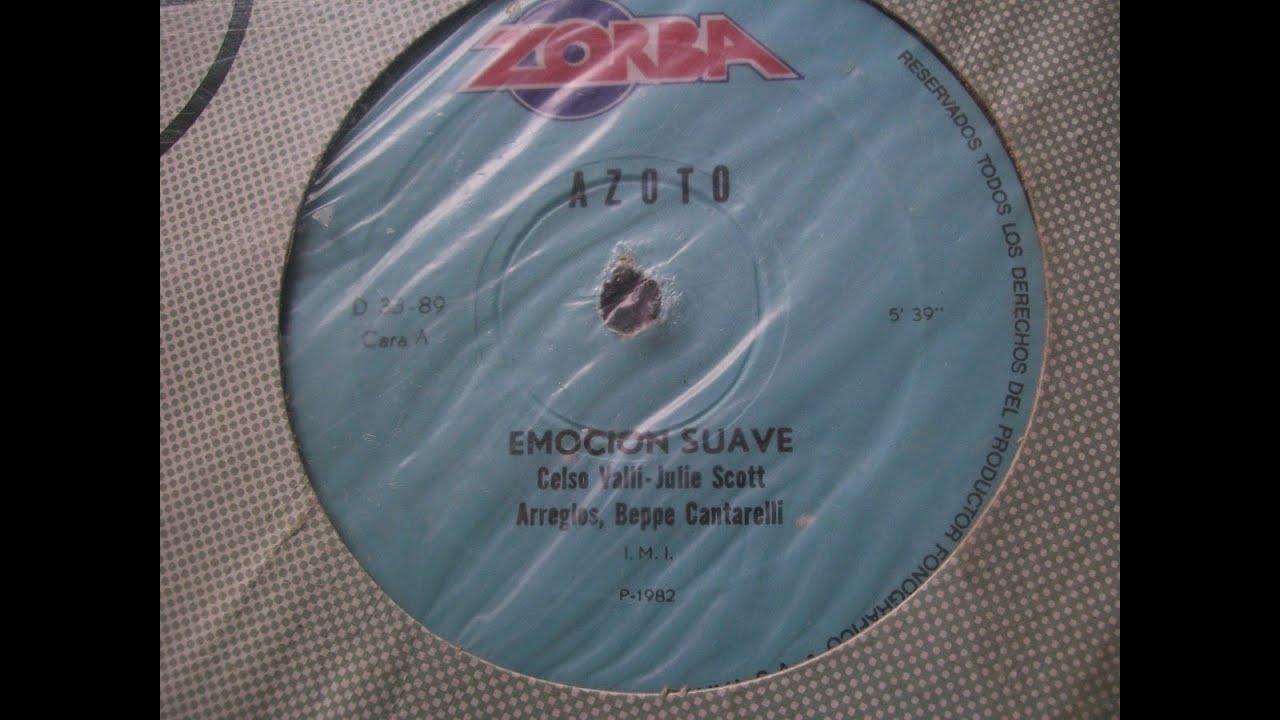 ZORBA
AZOTO
D 33-89
Cara A
5' 39"
EMOCION SUAVE
Celso Valli-Julie Scott
Arreglos, Beppe Cantarelli
I. M. I.
P-1982
RESERVADOS TODOS LOS DERECHOS DEL PRODUCTOR FONOGRAFICO